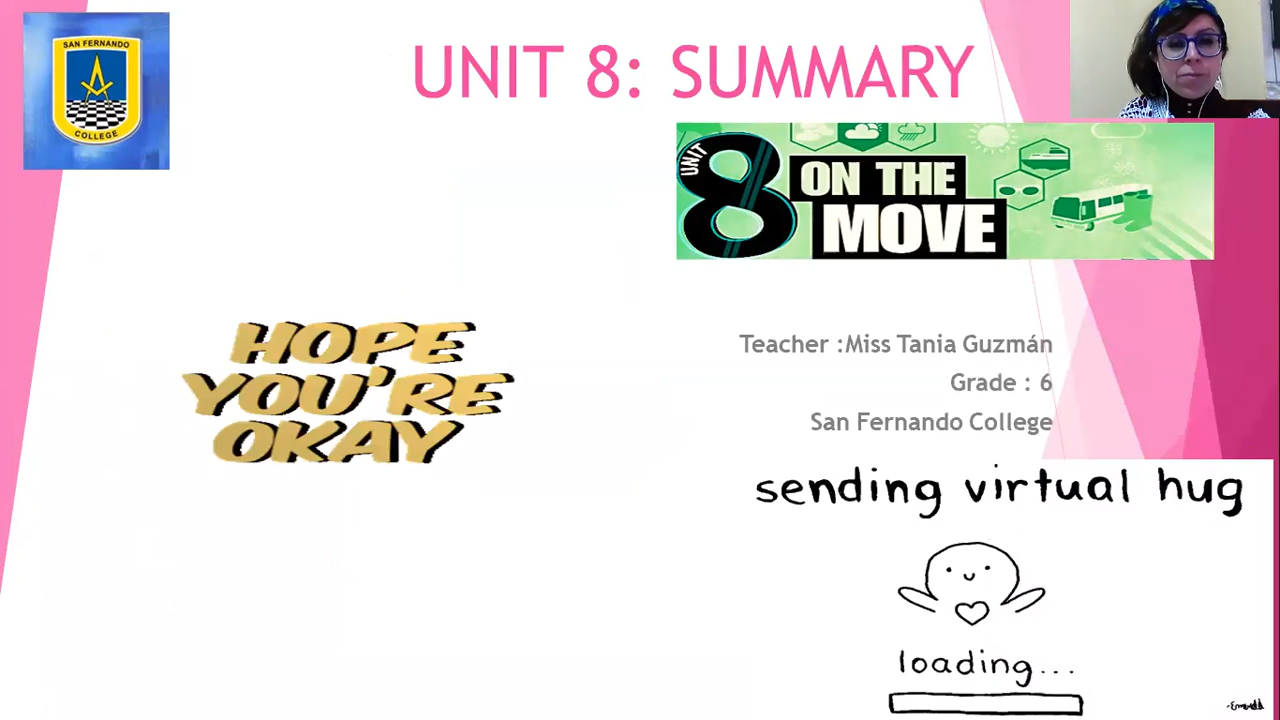 SAN FERNANDO
COLLEGE
UNIT 8: SUMMARY
UNIT
8 ON THE
MOVE
HOPE
YOU'RE
OKAY
Teacher :Miss Tania Guzmán
Grade : 6
San Fernando College
sending virtual hug
loading...